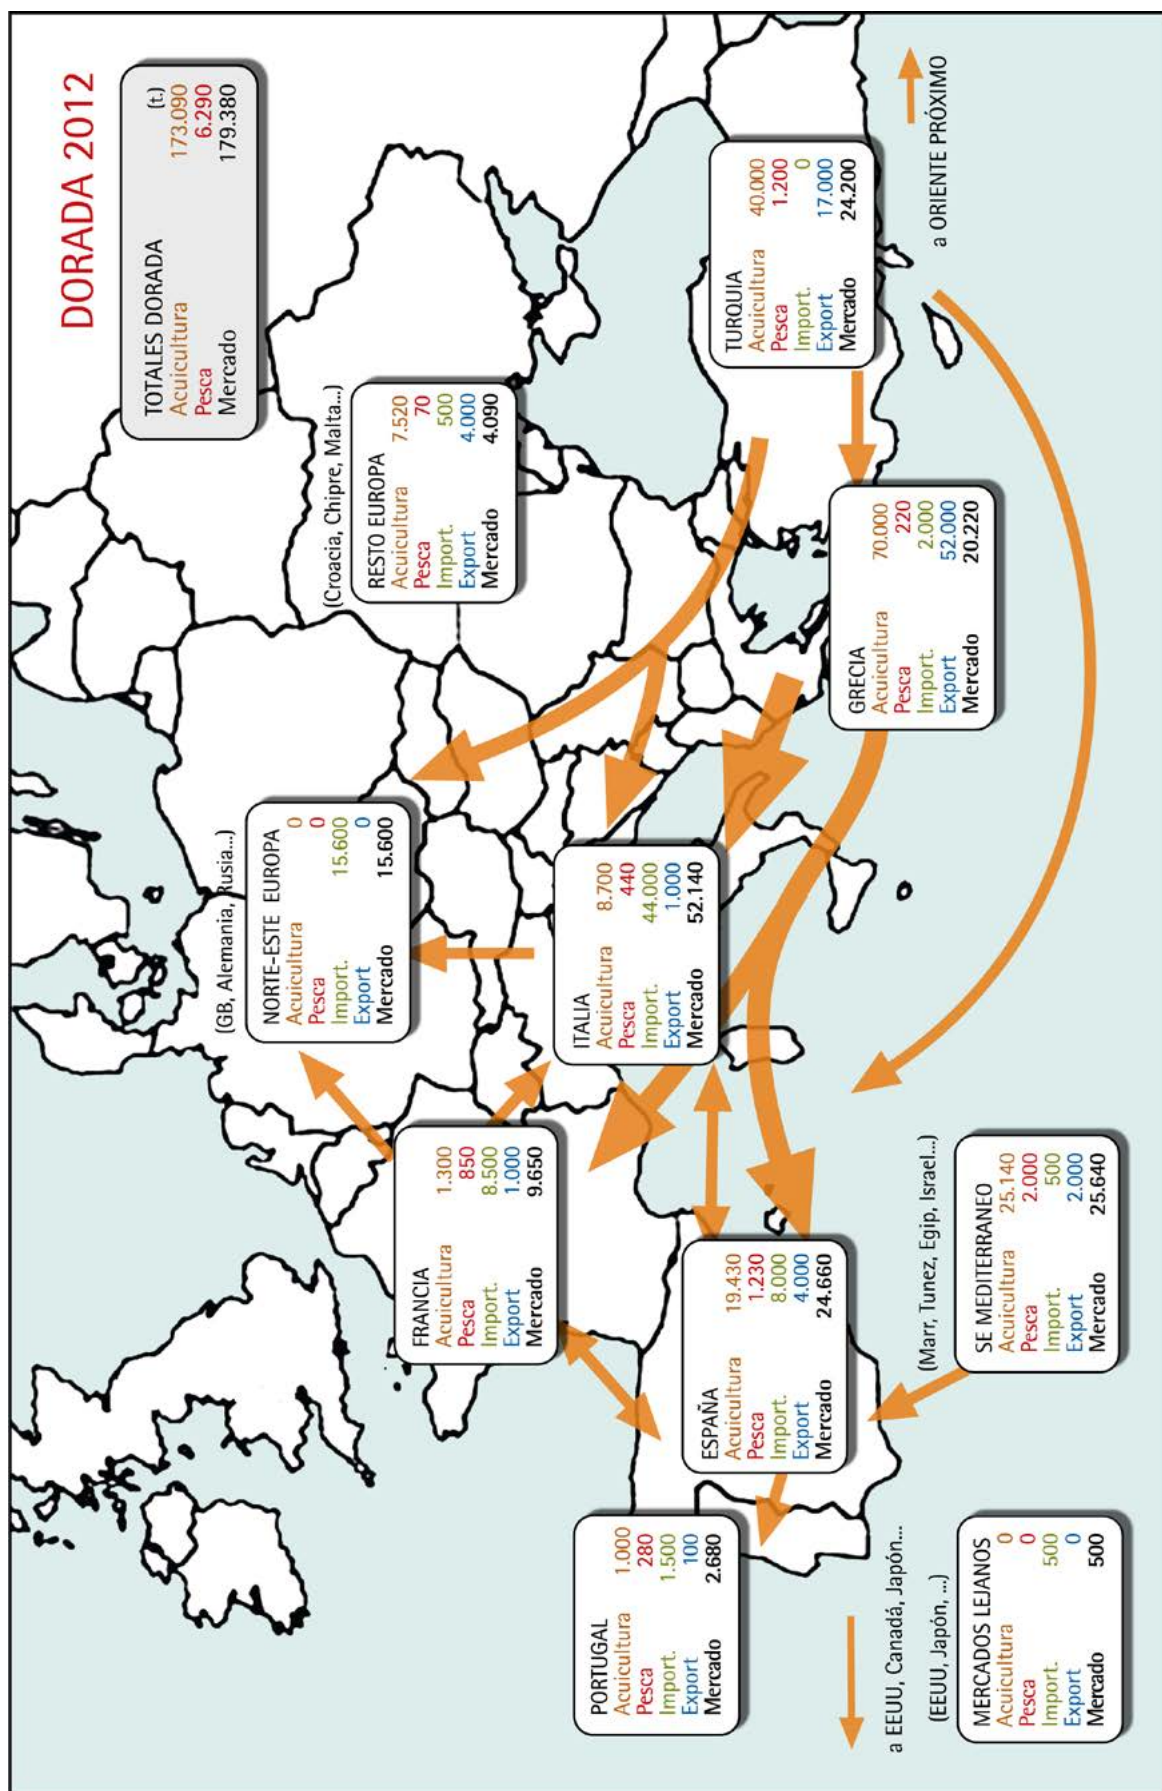 DORADA 2012
TOTALES DORADA (t.)
Acuicultura 173.090
Pesca 6.290
Mercado 179.380
(GB, Alemania, Rusia...)
NORTE-ESTE EUROPA
Acuicultura 0
Pesca 0
Import. 15.600
Export 0
Mercado 15.600
(Croacia, Chipre, Malta...)
RESTO EUROPA
Acuicultura 7.520
Pesca 70
Import. 500
Export 4.000
Mercado 4.090
FRANCIA
Acuicultura 1.300
Pesca 850
Import. 8.500
Export 1.000
Mercado 9.650
ITALIA
Acuicultura 8.700
Pesca 440
Import. 44.000
Export 1.000
Mercado 52.140
PORTUGAL
Acuicultura 1.000
Pesca 280
Import. 1.500
Export 100
Mercado 2.680
ESPAÑA
Acuicultura 19.430
Pesca 1.230
Import. 8.000
Export 4.000
Mercado 24.660
TURQUIA
Acuicultura 40.000
Pesca 1.200
Import. 0
Export 17.000
Mercado 24.200
GRECIA
Acuicultura 70.000
Pesca 220
Import. 2.000
Export 52.000
Mercado 20.220
a EEUU, Canadá, Japón...
(EEUU, Japón, ...)
MERCADOS LEJANOS
Acuicultura 0
Pesca 0
Import. 500
Export 0
Mercado 500
(Marr, Tunez, Egip, Israel...)
SE MEDITERRANEO
Acuicultura 25.140
Pesca 2.000
Import. 500
Export 2.000
Mercado 25.640
a ORIENTE PRÓXIMO